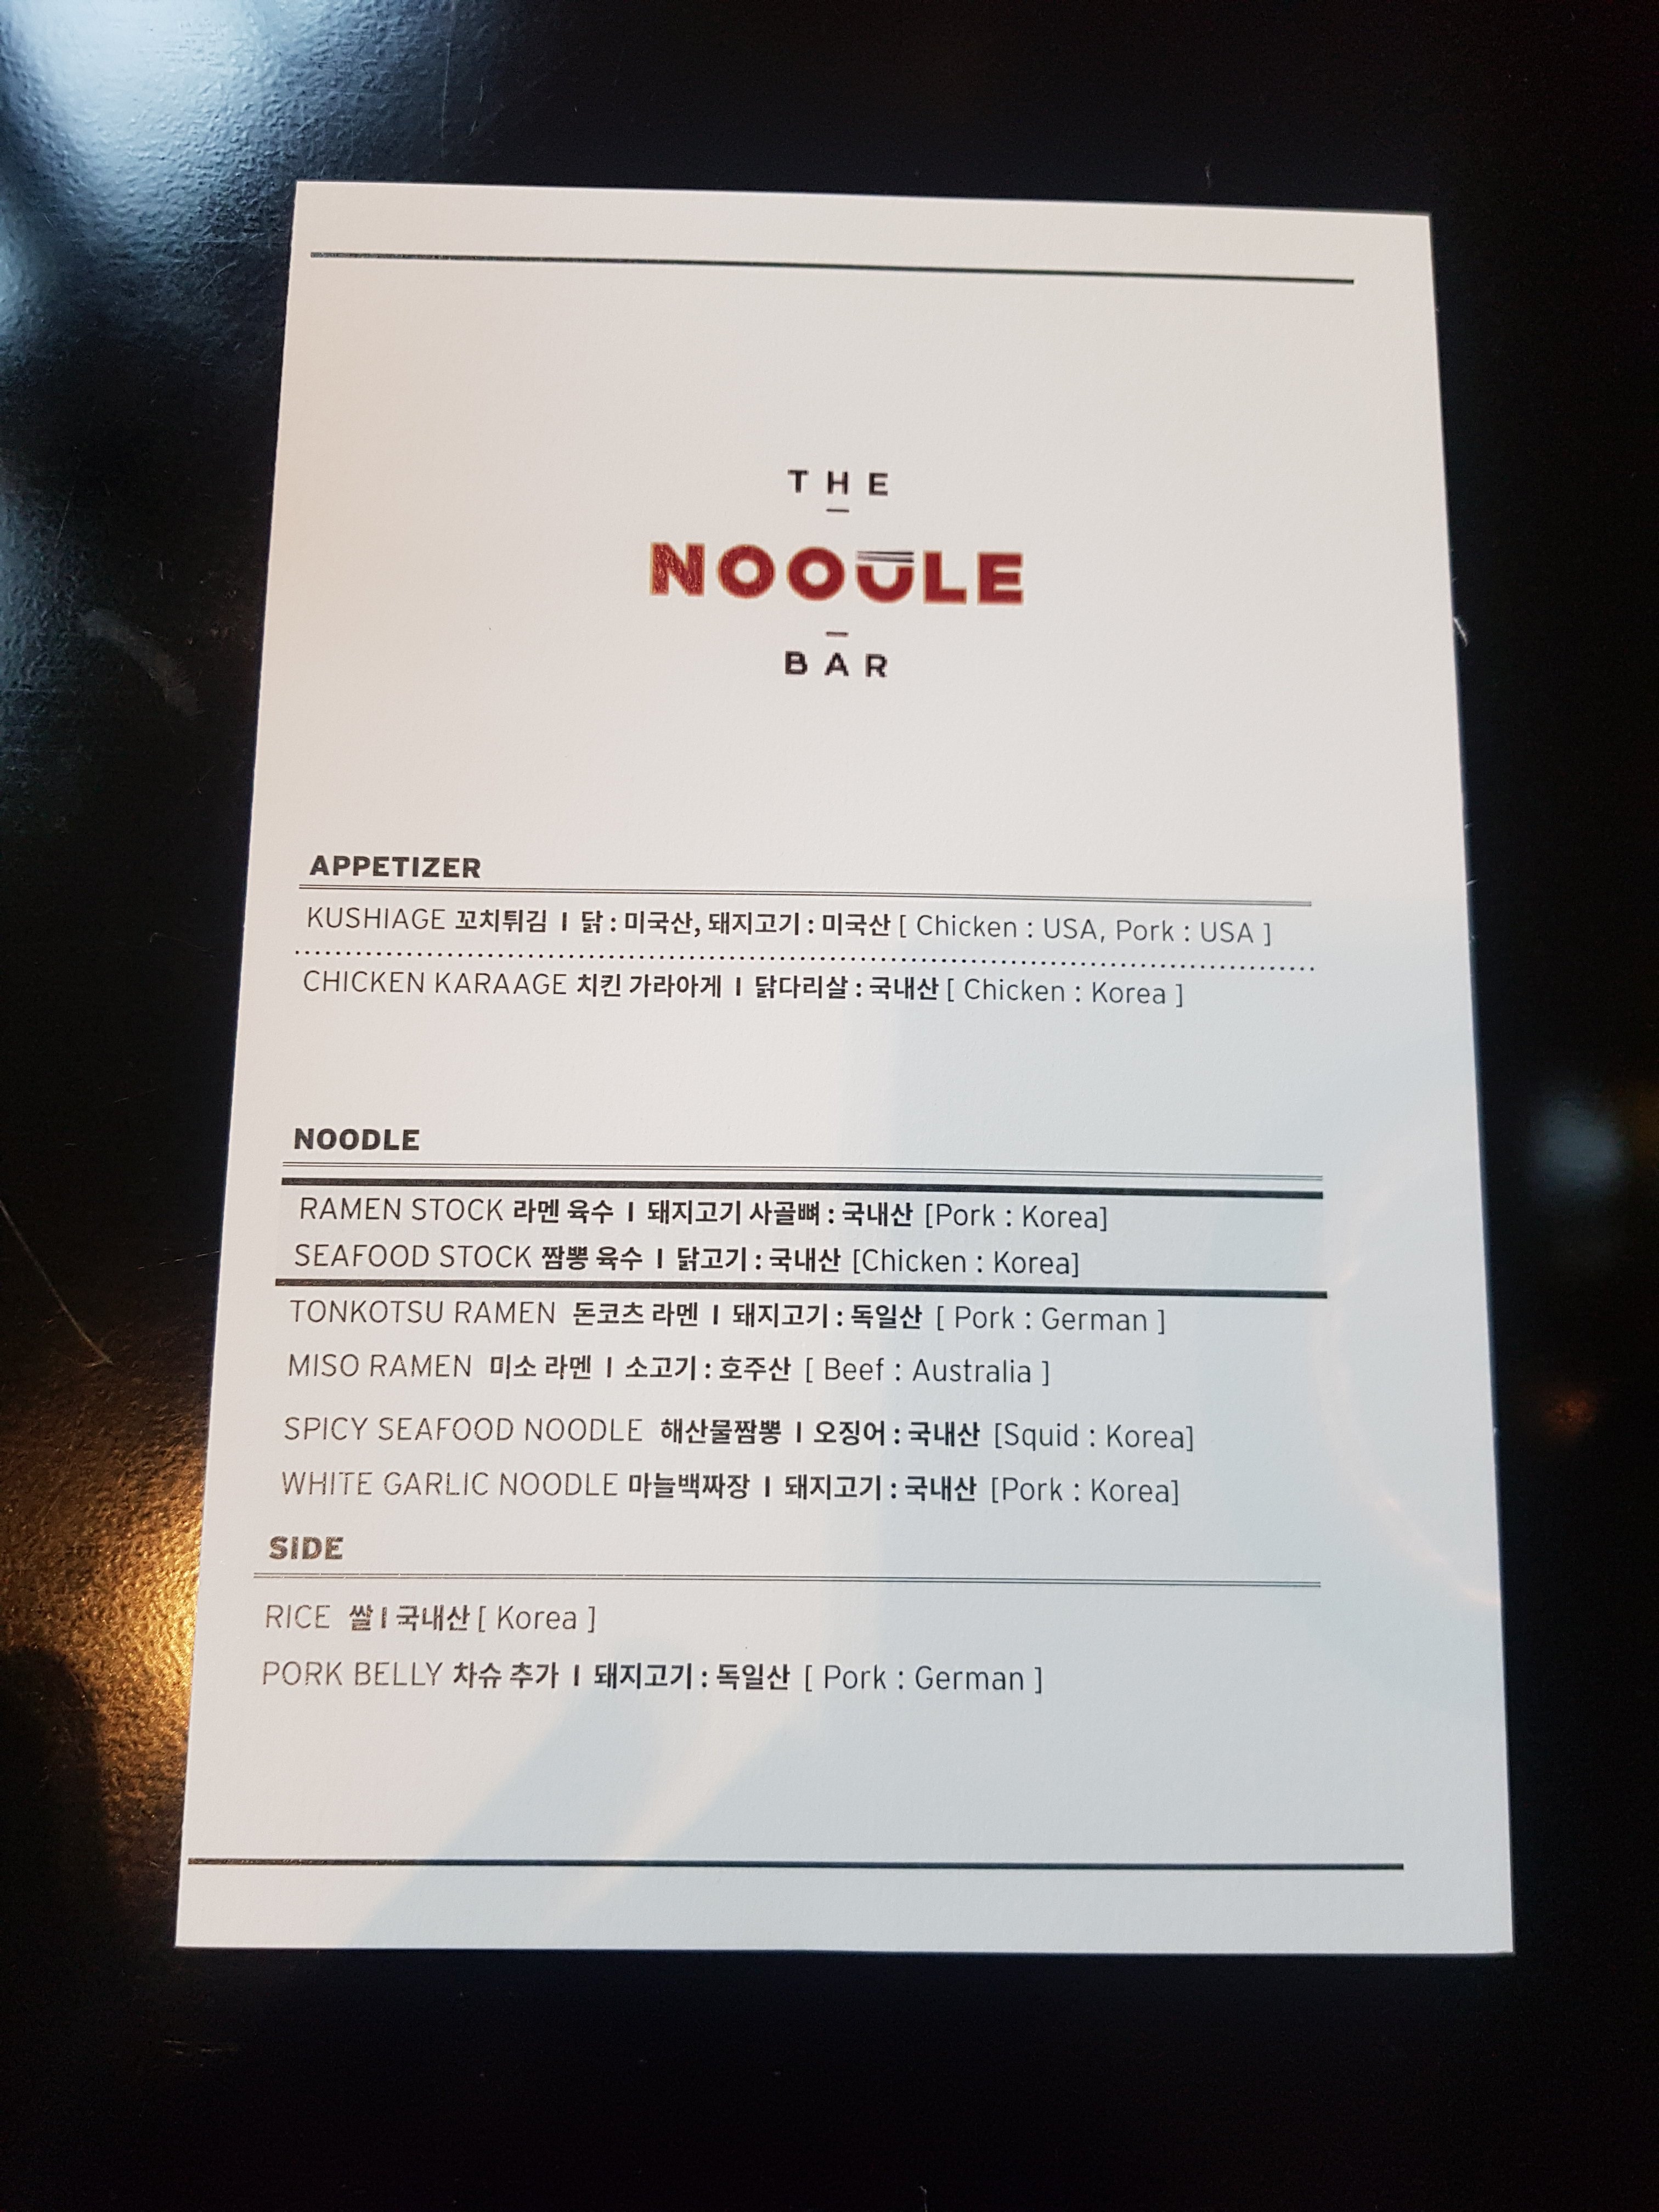 THE
NOODLE
BAR
APPETIZER
KUSHIAGE 꼬치튀김 I 닭 : 미국산, 돼지고기 : 미국산 [ Chicken : USA, Pork : USA ]
CHICKEN KARAAGE 치킨 가라아게 I 닭다리살 : 국내산 [ Chicken : Korea ]
NOODLE
RAMEN STOCK 라멘 육수 I 돼지고기 사골뼈 : 국내산 [Pork : Korea]
SEAFOOD STOCK 짬뽕 육수 I 닭고기 : 국내산 [Chicken : Korea]
TONKOTSU RAMEN 돈코츠 라멘 I 돼지고기 : 독일산 [ Pork : German ]
MISO RAMEN 미소 라멘 I 소고기 : 호주산 [ Beef : Australia ]
SPICY SEAFOOD NOODLE 해산물짬뽕 I 오징어 : 국내산 [Squid : Korea]
WHITE GARLIC NOODLE 마늘백짜장 I 돼지고기 : 국내산 [Pork : Korea]
SIDE
RICE 쌀 I 국내산 [ Korea ]
PORK BELLY 차슈 추가 I 돼지고기 : 독일산 [ Pork : German ]